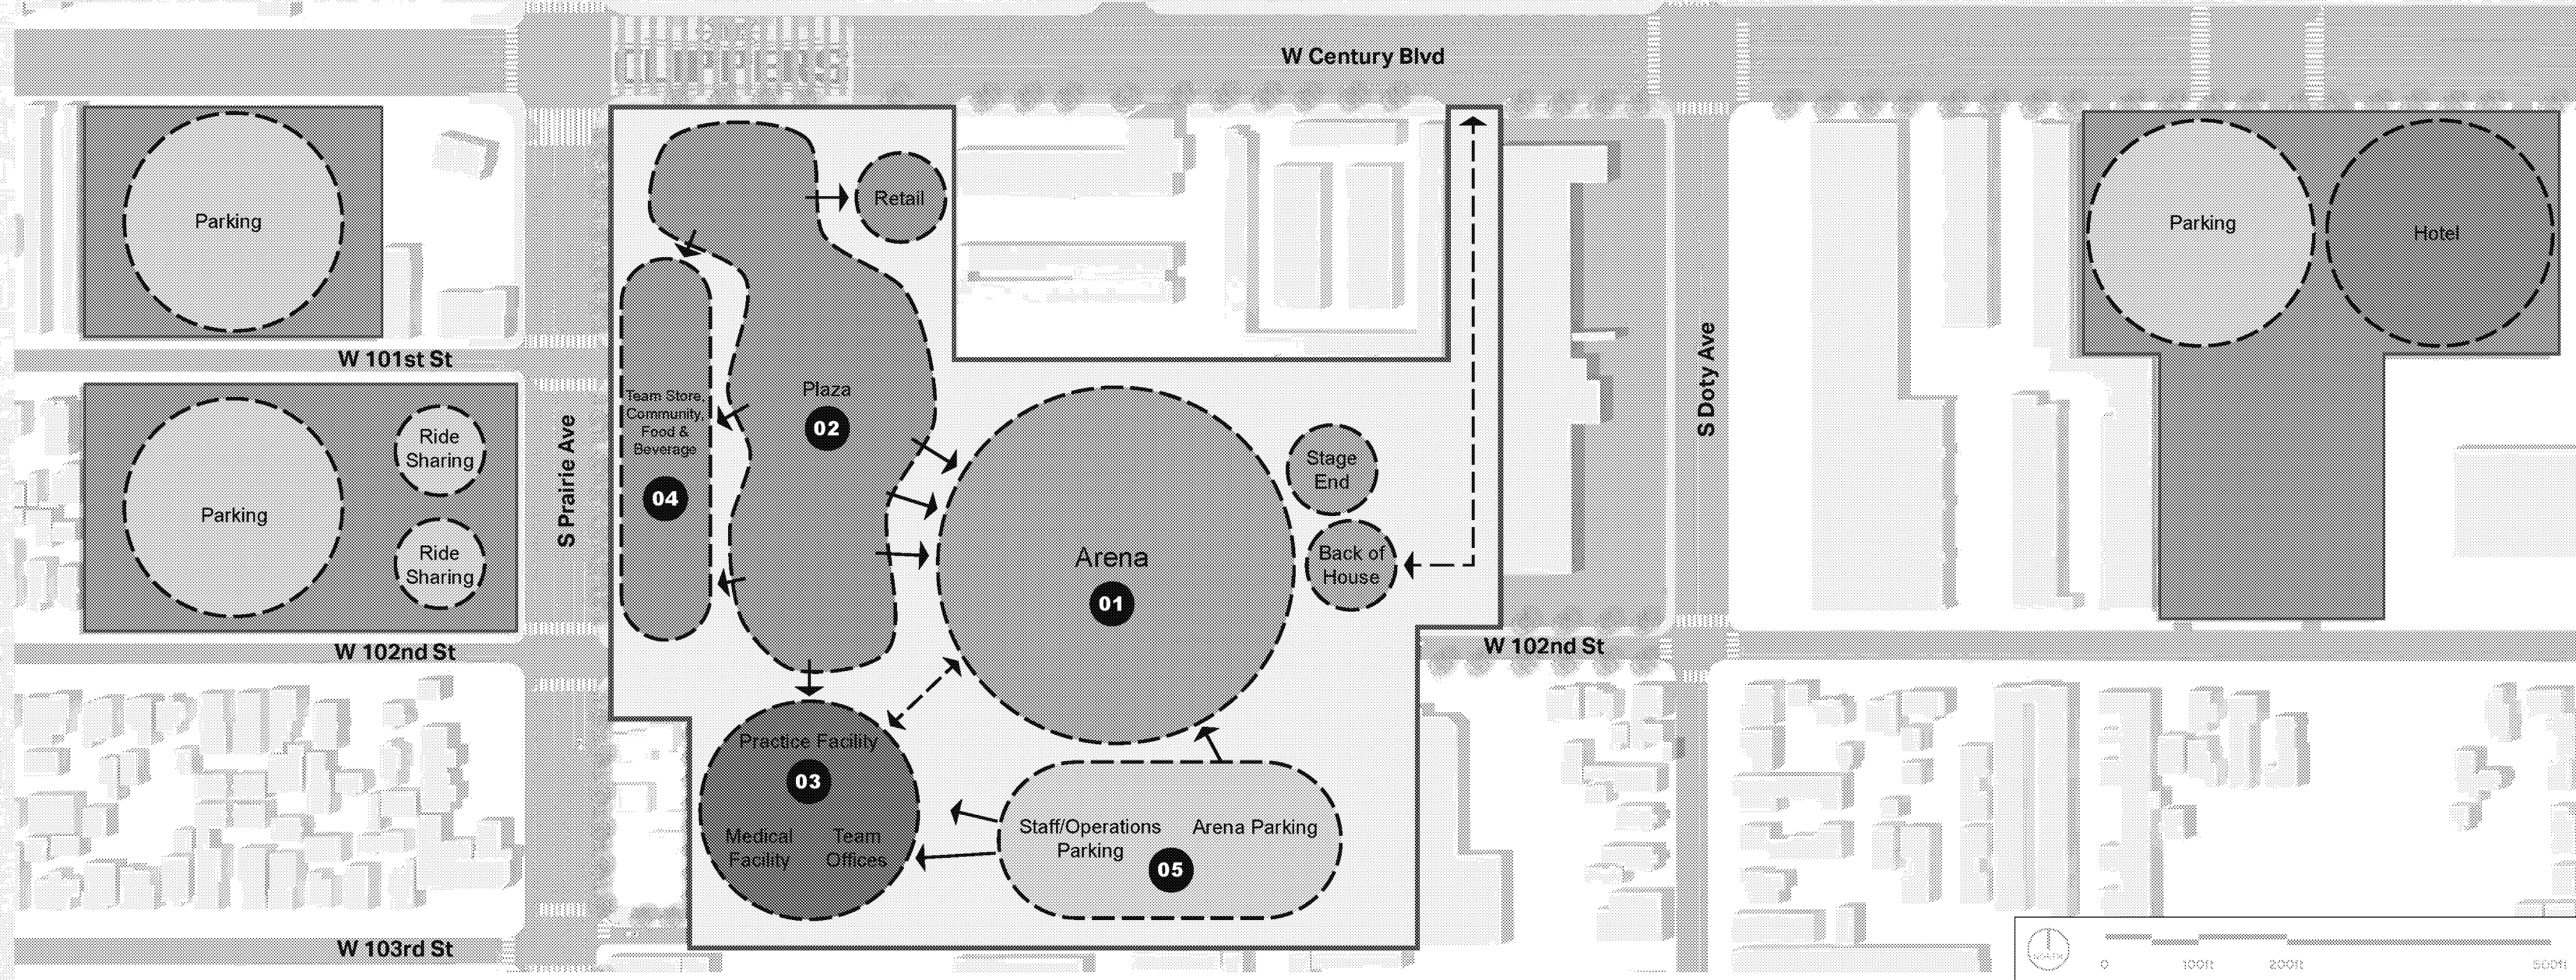 W Century Blvd
CLIPPERS
Parking
Retail
Parking
Hotel
W 101st St
S Prairie Ave
Team Store,
Community,
Food &
Beverage
04
Plaza
02
Parking
Ride
Sharing
Ride
Sharing
Arena
01
Stage
End
Back of
House
S Doty Ave
W 102nd St
W 102nd St
Practice Facility
03
Medical
Facility
Team
Offices
Staff/Operations
Parking
Arena Parking
05
W 103rd St
NORTH
0 100ft 200ft 500ft